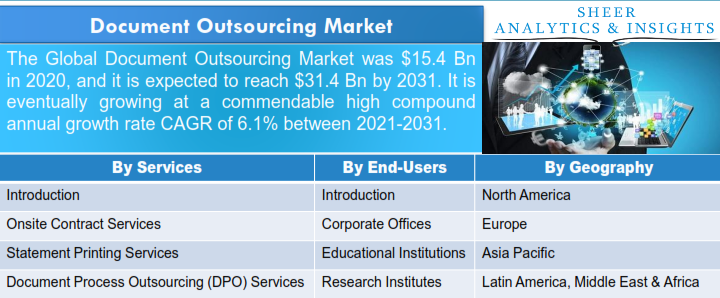 Document Outsourcing Market
SHEER
ANALYTICS & INSIGHTS
The Global Document Outsourcing Market was $15.4 Bn
in 2020, and it is expected to reach $31.4 Bn by 2031. It is
eventually growing at a commendable high compound
annual growth rate CAGR of 6.1% between 2021-2031.
By Services By End-Users By Geography
Introduction Introduction North America
Onsite Contract Services Corporate Offices Europe
Statement Printing Services Educational Institutions Asia Pacific
Document Process Outsourcing (DPO) Services Research Institutes Latin America, Middle East & Africa